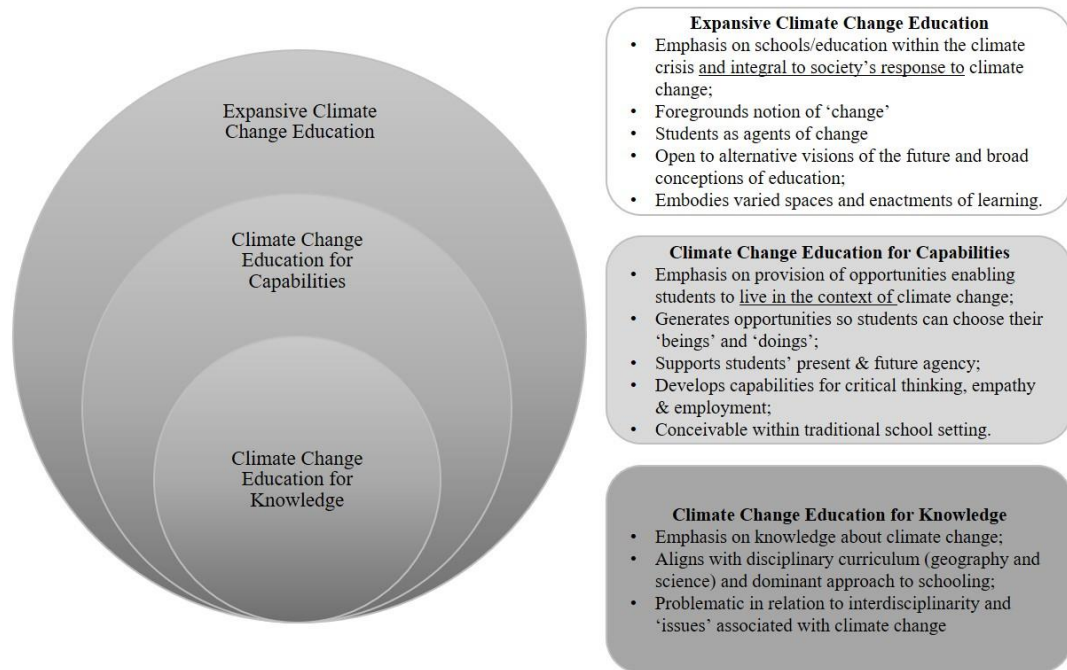 Expansive Climate
Change Education
Climate Change
Education for
Capabilities
Climate Change
Education for
Knowledge
Expansive Climate Change Education
• Emphasis on schools/education within the climate
crisis and integral to society’s response to climate
change;
• Foregrounds notion of ‘change’
• Students as agents of change
• Open to alternative visions of the future and broad
conceptions of education;
• Embodies varied spaces and enactments of learning.
Climate Change Education for Capabilities
• Emphasis on provision of opportunities enabling
students to live in the context of climate change;
• Generates opportunities so students can choose their
‘beings’ and ‘doings’;
• Supports students’ present & future agency;
• Develops capabilities for critical thinking, empathy
& employment;
• Conceivable within traditional school setting.
Climate Change Education for Knowledge
• Emphasis on knowledge about climate change;
• Aligns with disciplinary curriculum (geography and
science) and dominant approach to schooling;
• Problematic in relation to interdisciplinarity and
‘issues’ associated with climate change